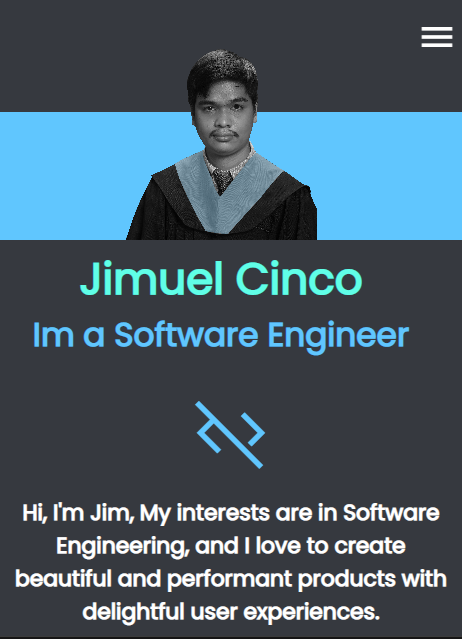 Jimuel Cinco
Im a Software Engineer
Hi, I'm Jim, My interests are in Software
Engineering, and I love to create
beautiful and performant products with
delightful user experiences.